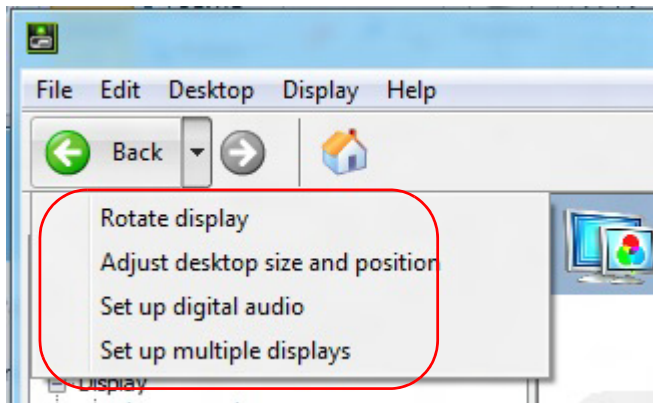 File Edit Desktop Display Help
Back
Rotate display
Adjust desktop size and position
Set up digital audio
Set up multiple displays
Display